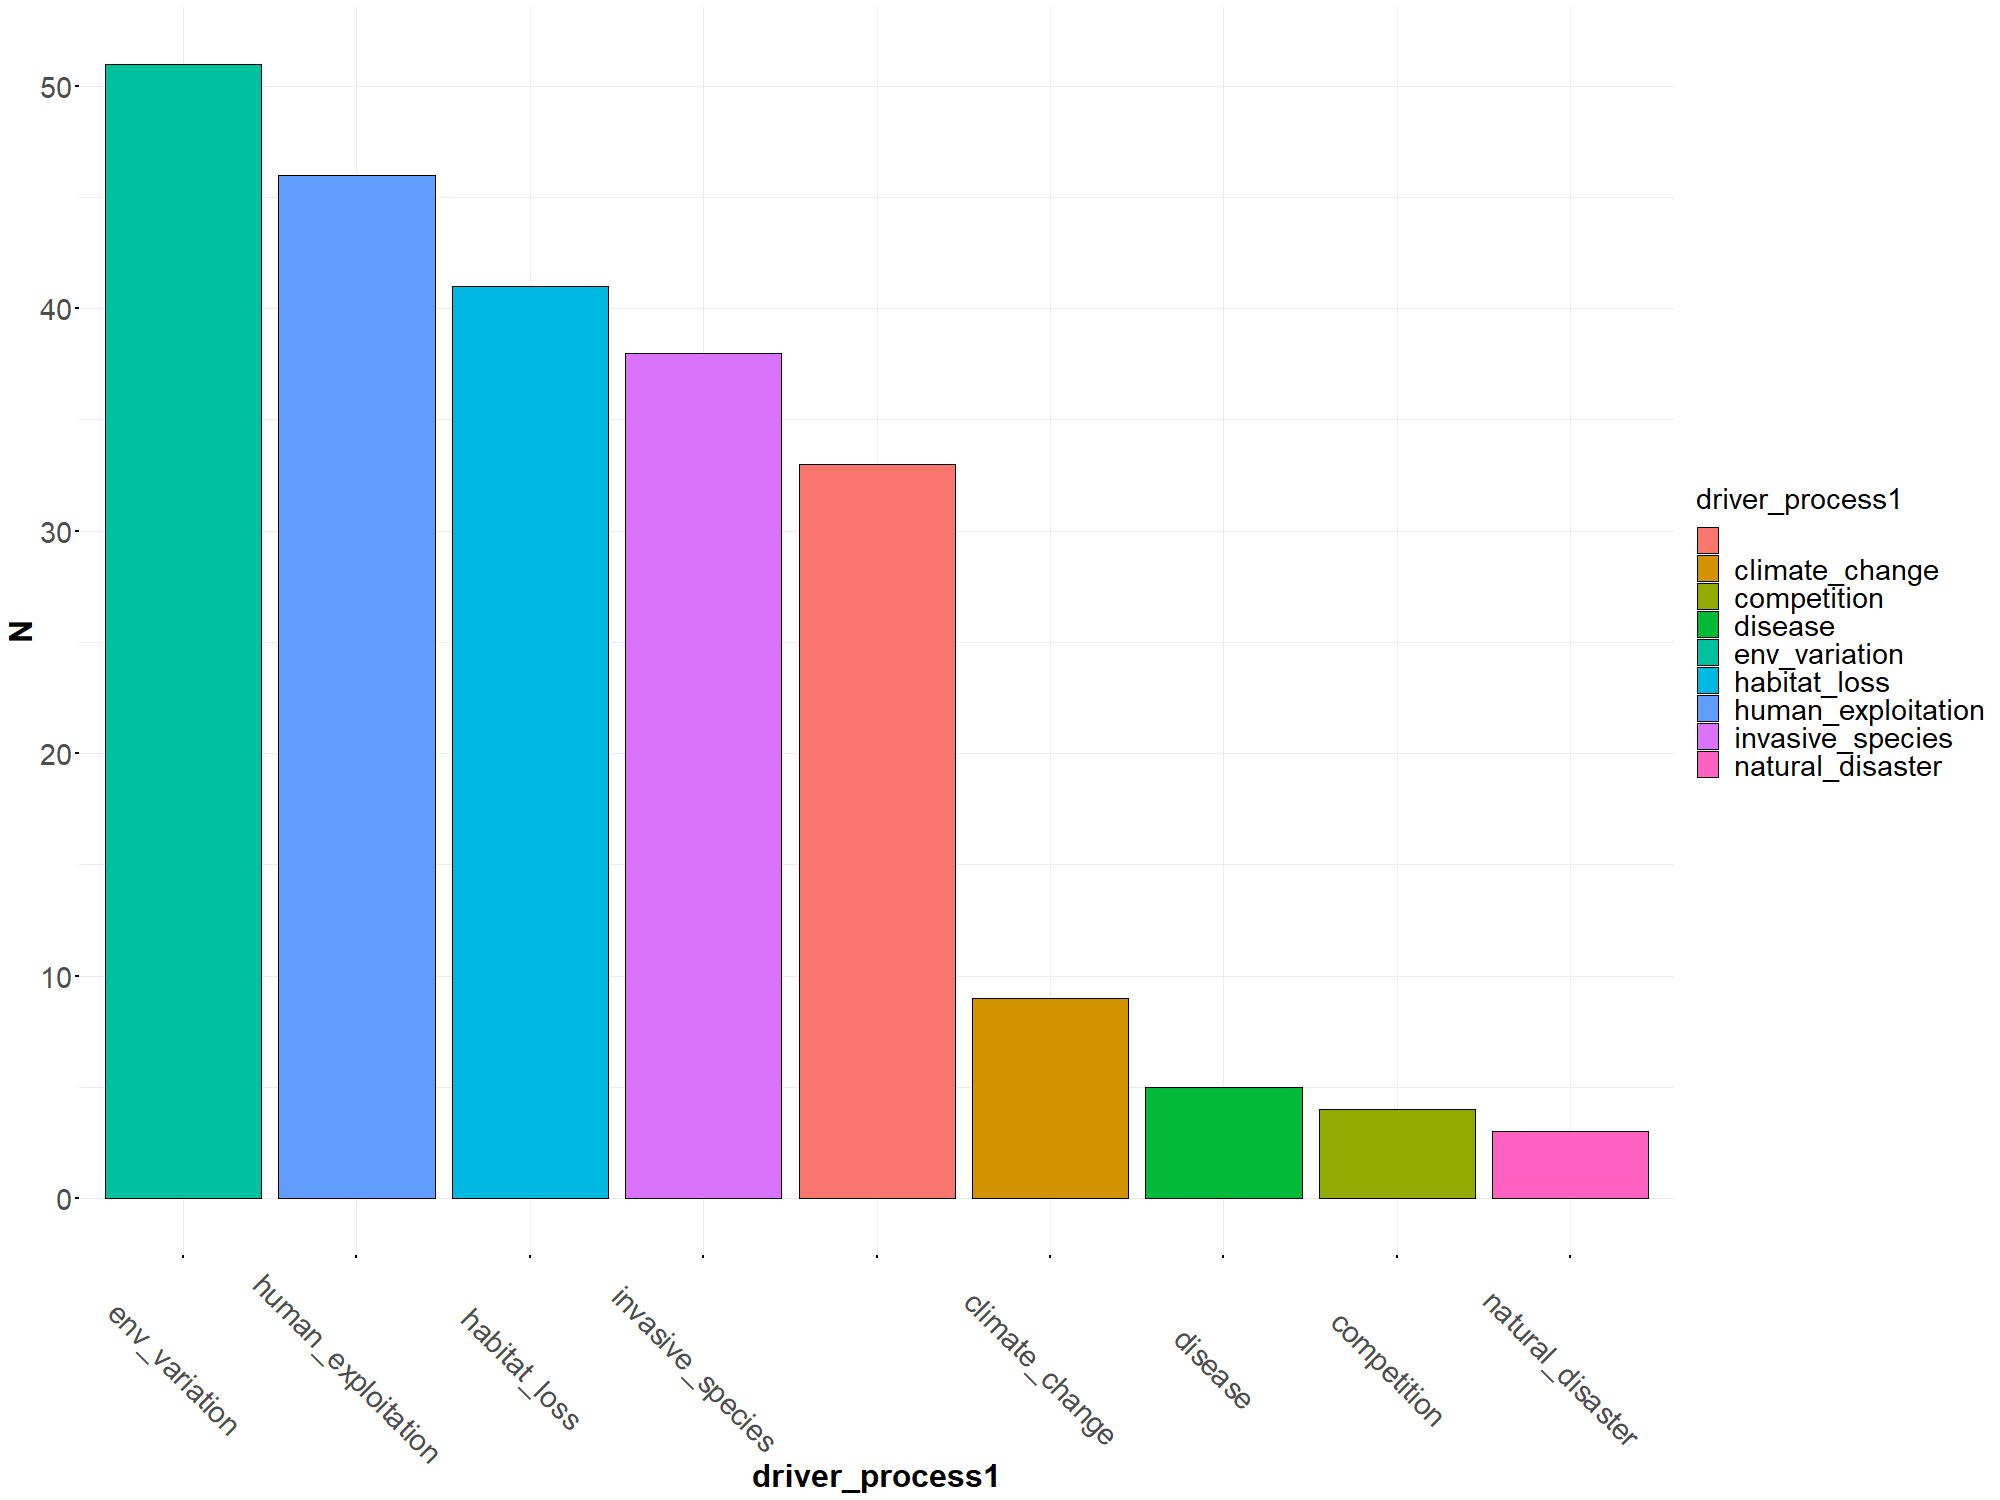 50
40
30
20
10
0
N
env_variation
human_exploitation
habitat_loss
invasive_species
climate_change
disease
competition
natural_disaster
driver_process1
driver_process1
climate_change
competition
disease
env_variation
habitat_loss
human_exploitation
invasive_species
natural_disaster